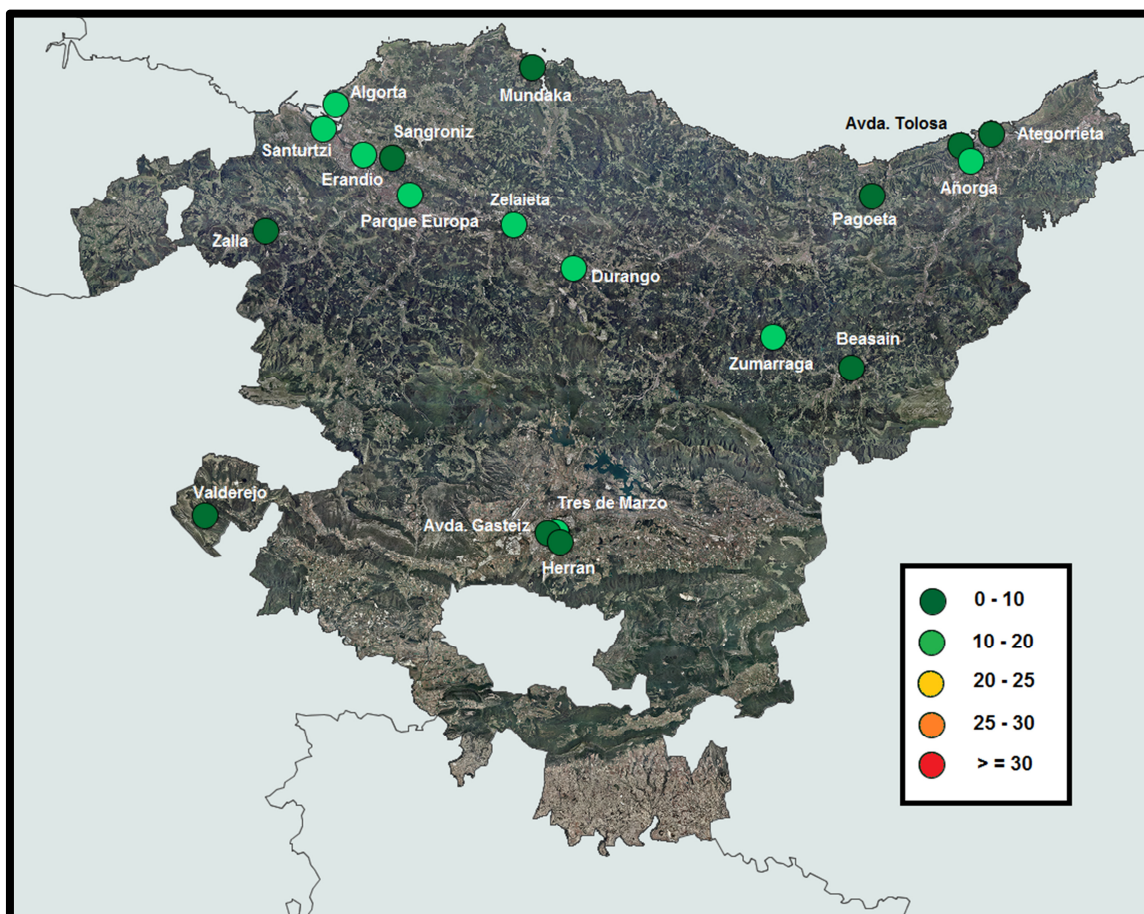 Algorta
Mundaka
Santurtzi
Sangroniz
Avda. Tolosa
Ategorrieta
Erandio
Añorga
Parque Europa
Zelaieta
Pagoeta
Zalla
Durango
Zumarraga
Beasain
Valderejo
Tres de Marzo
Avda. Gasteiz
Herran
0 - 10
10 - 20
20 - 25
25 - 30
> = 30